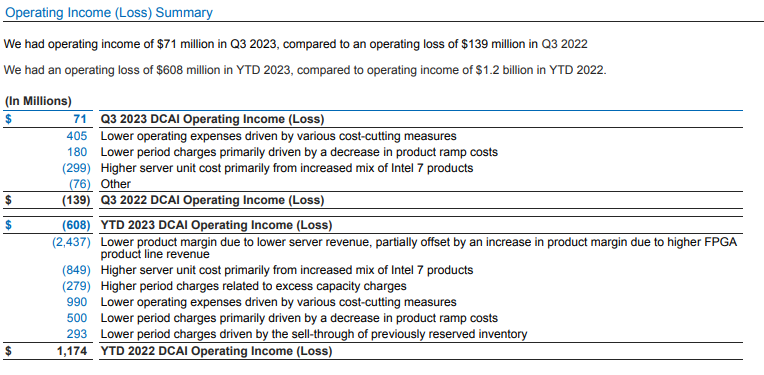 Operating Income (Loss) Summary
We had operating income of $71 million in Q3 2023, compared to an operating loss of $139 million in Q3 2022
We had an operating loss of $608 million in YTD 2023, compared to operating income of $1.2 billion in YTD 2022.
(In Millions)
$ 71 Q3 2023 DCAI Operating Income (Loss)
405 Lower operating expenses driven by various cost-cutting measures
180 Lower period charges primarily driven by a decrease in product ramp costs
(299) Higher server unit cost primarily from increased mix of Intel 7 products
(76) Other
$ (139) Q3 2022 DCAI Operating Income (Loss)
$ (608) YTD 2023 DCAI Operating Income (Loss)
(2,437) Lower product margin due to lower server revenue, partially offset by an increase in product margin due to higher FPGA
product line revenue
(849) Higher server unit cost primarily from increased mix of Intel 7 products
(279) Higher period charges related to excess capacity charges
990 Lower operating expenses driven by various cost-cutting measures
500 Lower period charges primarily driven by a decrease in product ramp costs
293 Lower period charges driven by the sell-through of previously reserved inventory
$ 1,174 YTD 2022 DCAI Operating Income (Loss)